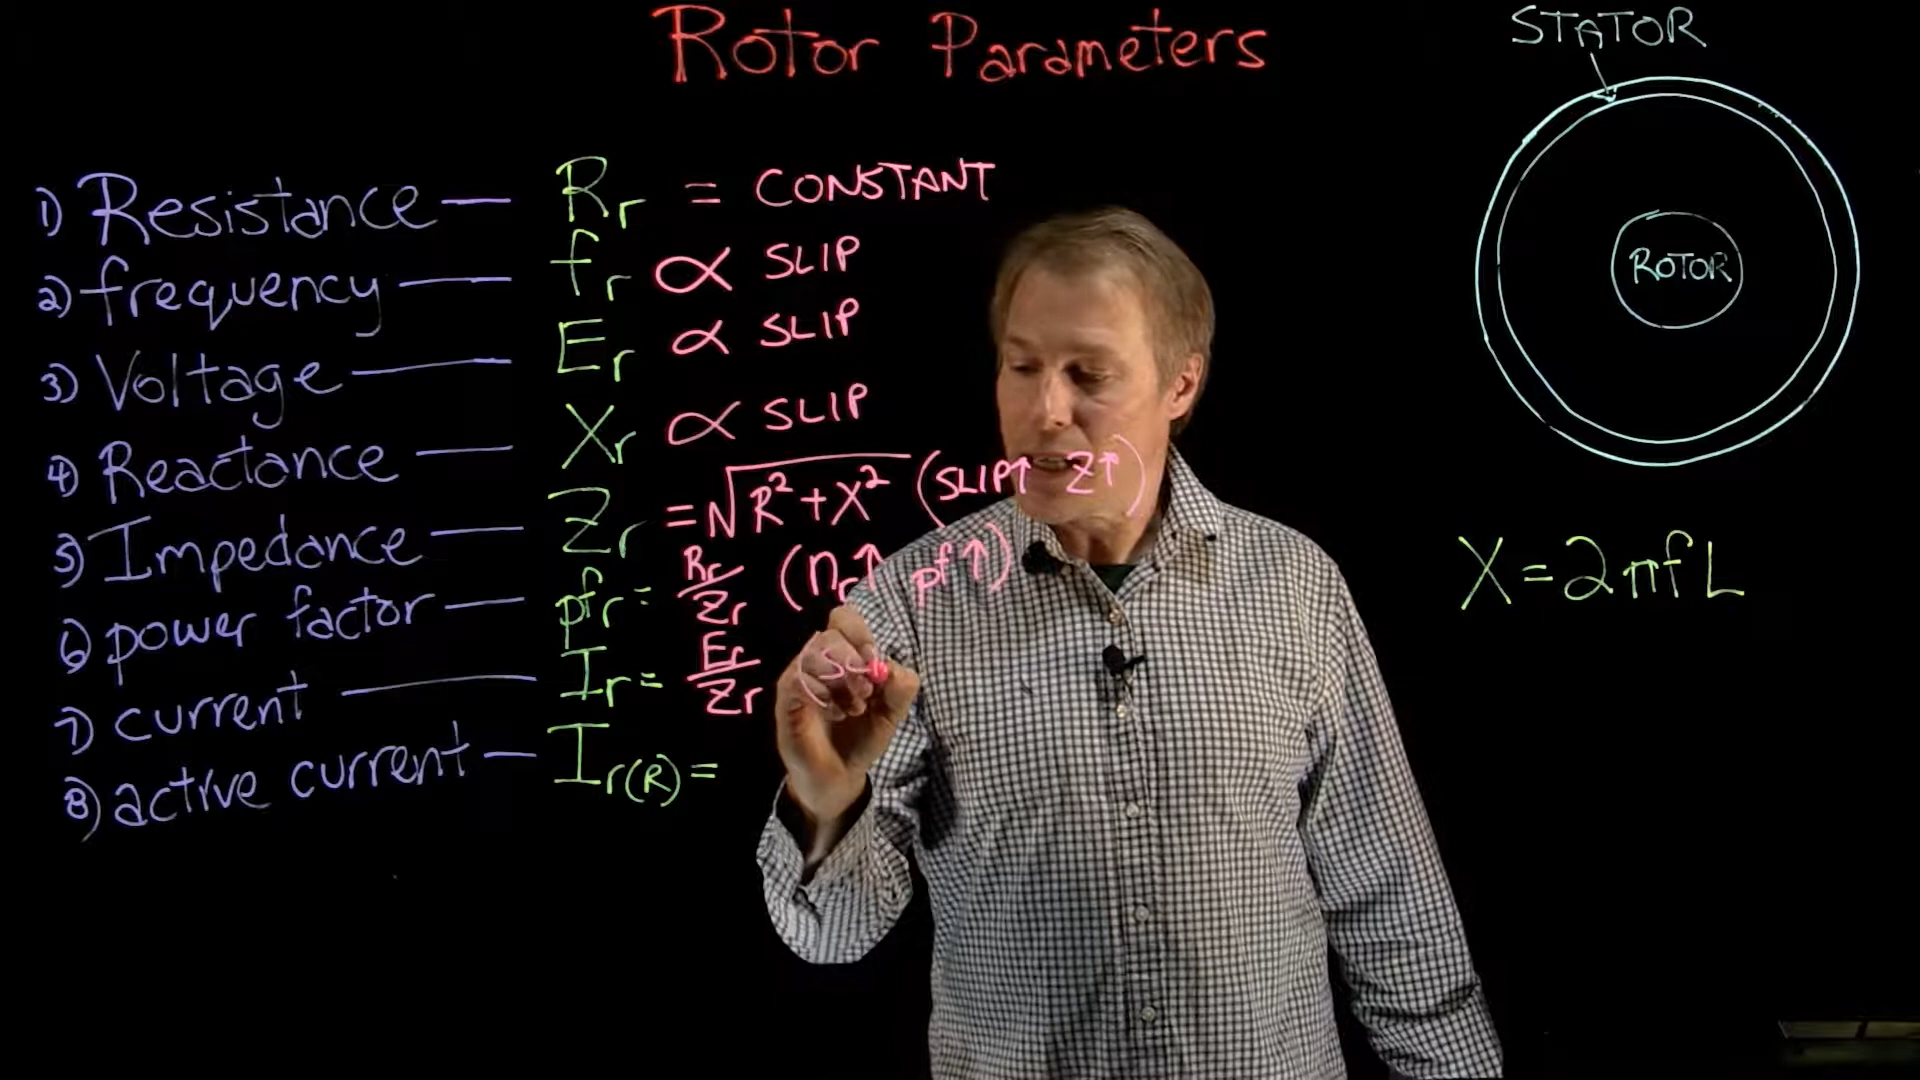 Rotor Parameters
STATOR
ROTOR
1) Resistance — Rr = CONSTANT
2) frequency — fr ∝ SLIP
3) Voltage — Er ∝ SLIP
4) Reactance — Xr ∝ SLIP
5) Impedance — Zr = √R²+X² (SLIP↑ Z↑)
6) power factor — pfr = Rr/Zr (nr↑ pf↑)
7) current — Ir = Er/Zr (
8) active current — Ir(R) =
X = 2πfL